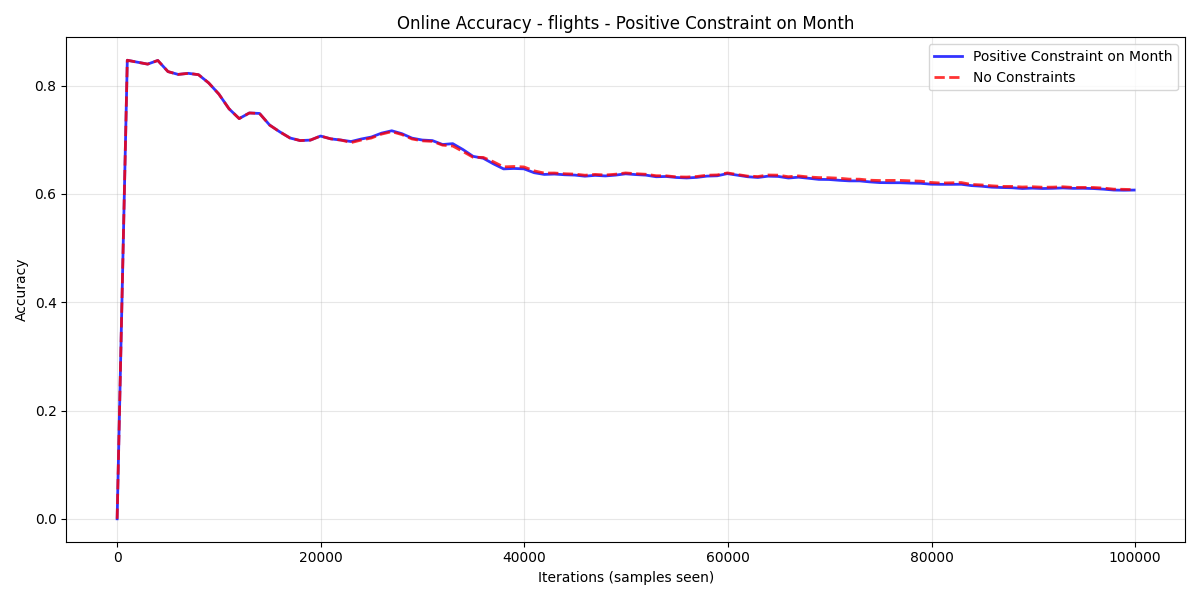 Online Accuracy - flights - Positive Constraint on Month
Positive Constraint on Month
No Constraints
Accuracy
0.8
0.6
0.4
0.2
0.0
0
20000
40000
60000
80000
100000
Iterations (samples seen)